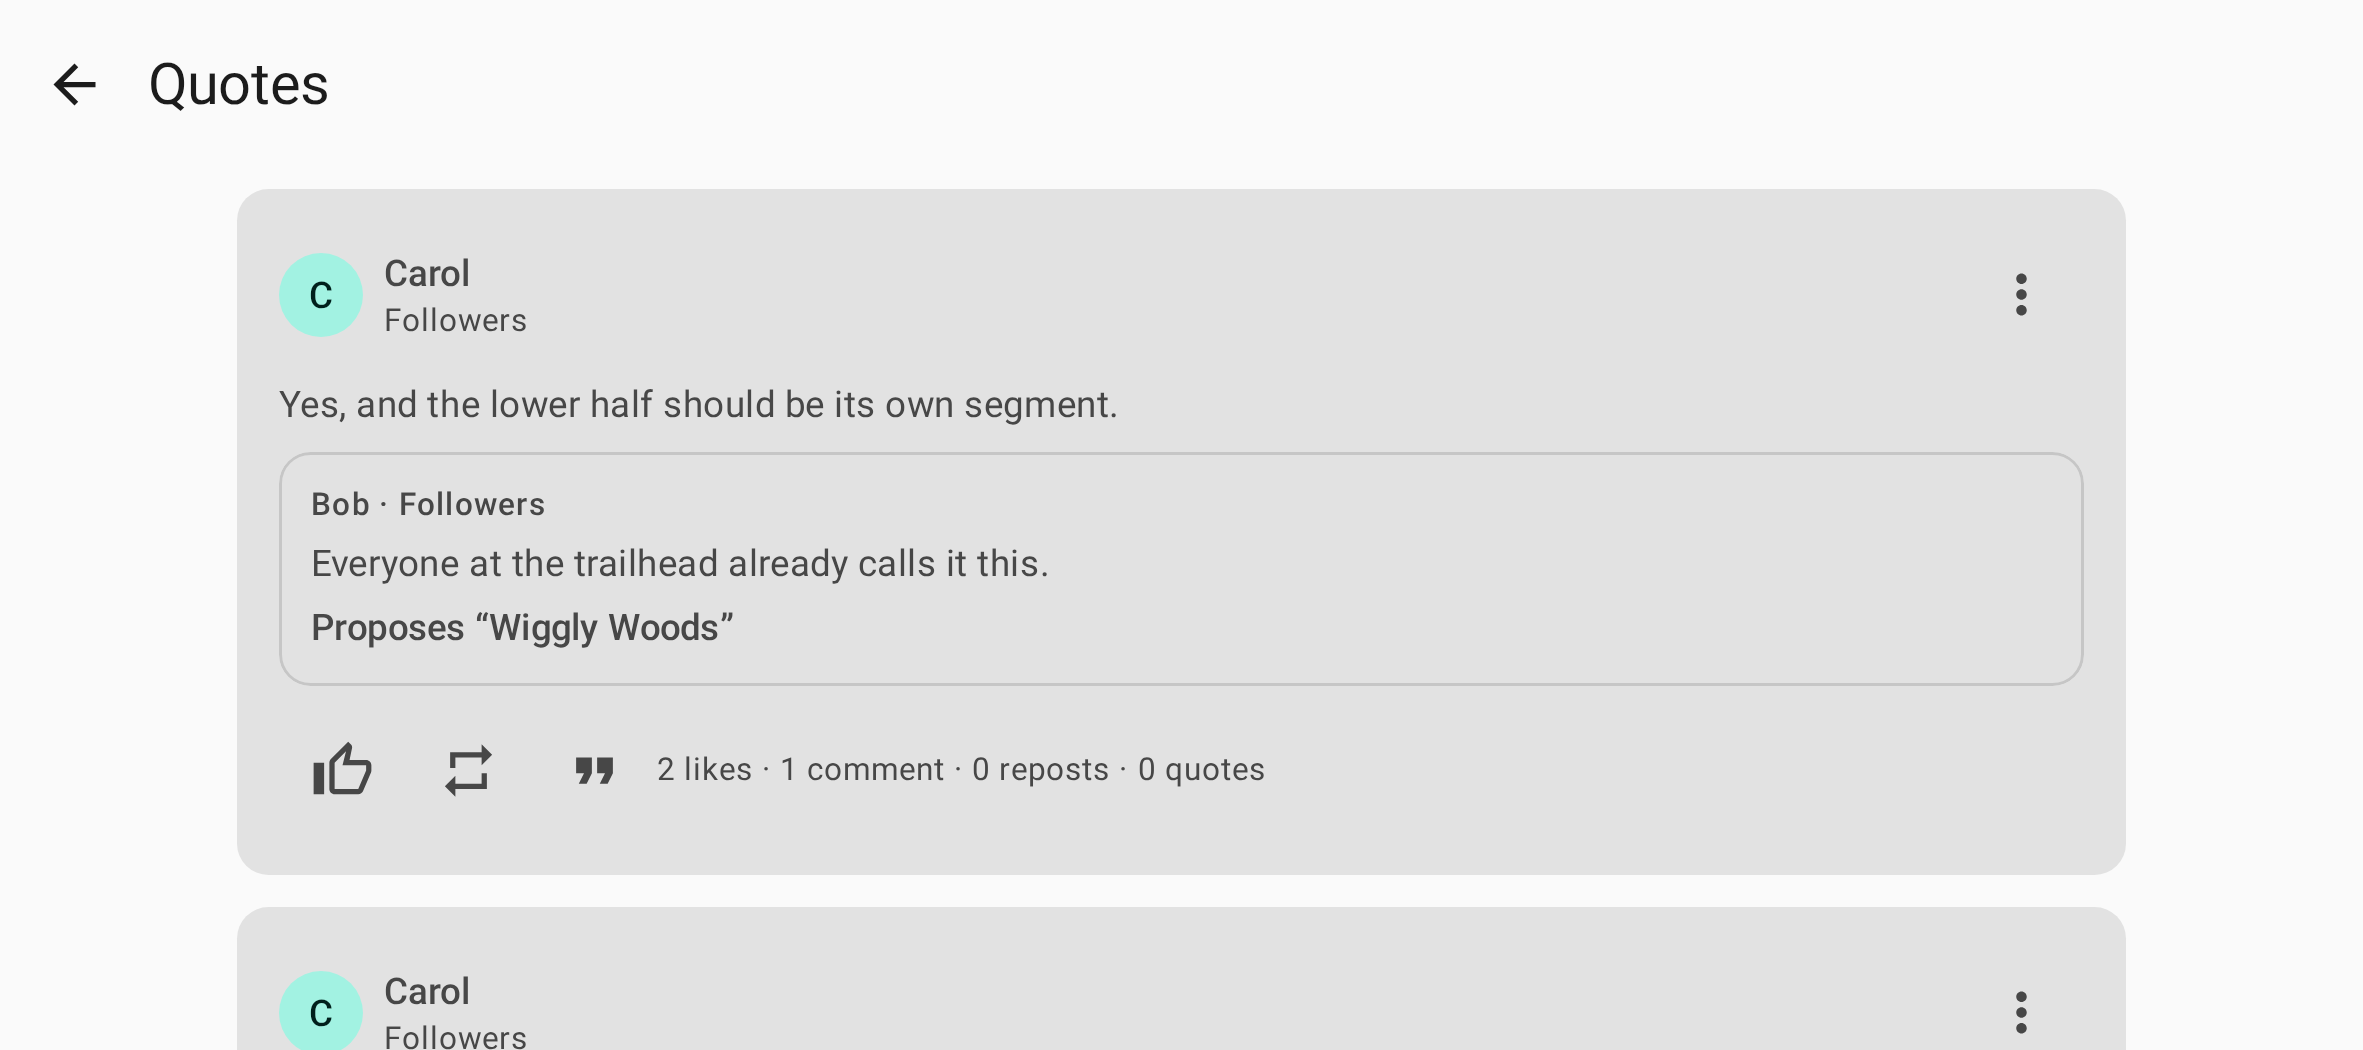 Quotes
C
Carol
Followers
Yes, and the lower half should be its own segment.
Bob · Followers
Everyone at the trailhead already calls it this.
Proposes “Wiggly Woods”
2 likes · 1 comment · 0 reposts · 0 quotes
C
Carol
Followers